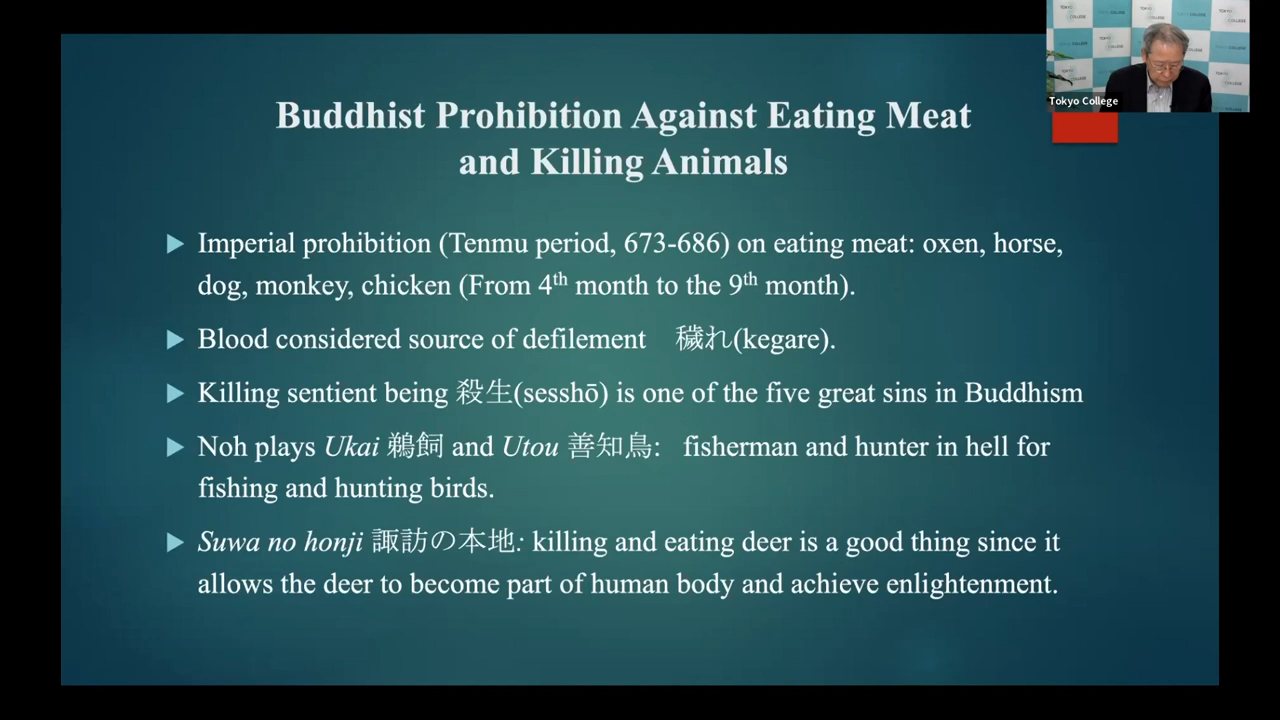 Buddhist Prohibition Against Eating Meat
and Killing Animals
▶ Imperial prohibition (Tenmu period, 673-686) on eating meat: oxen, horse,
dog, monkey, chicken (From 4th month to the 9th month).
▶ Blood considered source of defilement 穢れ(kegare).
▶ Killing sentient being 殺生(sesshō) is one of the five great sins in Buddhism
▶ Noh plays Ukai 鵜飼 and Utou 善知鳥: fisherman and hunter in hell for
fishing and hunting birds.
▶ Suwa no honji 諏訪の本地: killing and eating deer is a good thing since it
allows the deer to become part of human body and achieve enlightenment.
Tokyo College